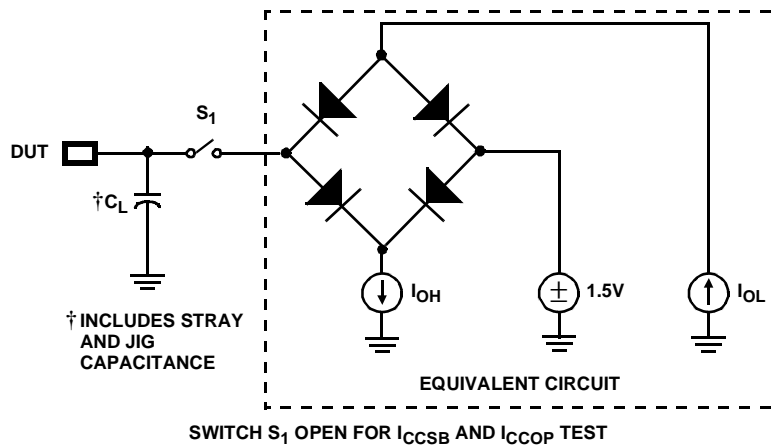 S1
DUT
†CL
IOH
± 1.5V
IOL
† INCLUDES STRAY
AND JIG
CAPACITANCE
EQUIVALENT CIRCUIT
SWITCH S1 OPEN FOR ICCSB AND ICCOP TEST